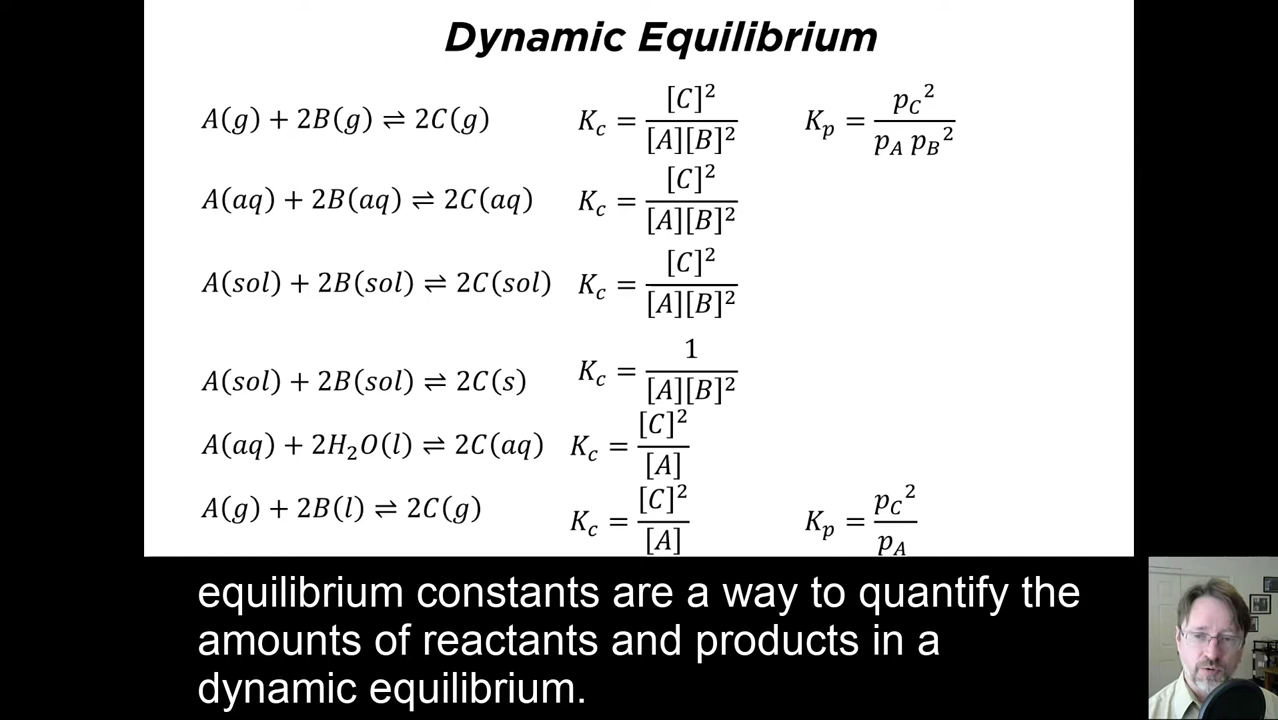 Dynamic Equilibrium
A(g) + 2B(g) ⇌ 2C(g) K_c = [C]^2 / [A][B]^2 K_p = p_C^2 / p_A p_B^2
A(aq) + 2B(aq) ⇌ 2C(aq) K_c = [C]^2 / [A][B]^2
A(sol) + 2B(sol) ⇌ 2C(sol) K_c = [C]^2 / [A][B]^2
A(sol) + 2B(sol) ⇌ 2C(s) K_c = 1 / [A][B]^2
A(aq) + 2H_2O(l) ⇌ 2C(aq) K_c = [C]^2 / [A]
A(g) + 2B(l) ⇌ 2C(g) K_c = [C]^2 / [A] K_p = p_C^2 / p_A
equilibrium constants are a way to quantify the
amounts of reactants and products in a
dynamic equilibrium.